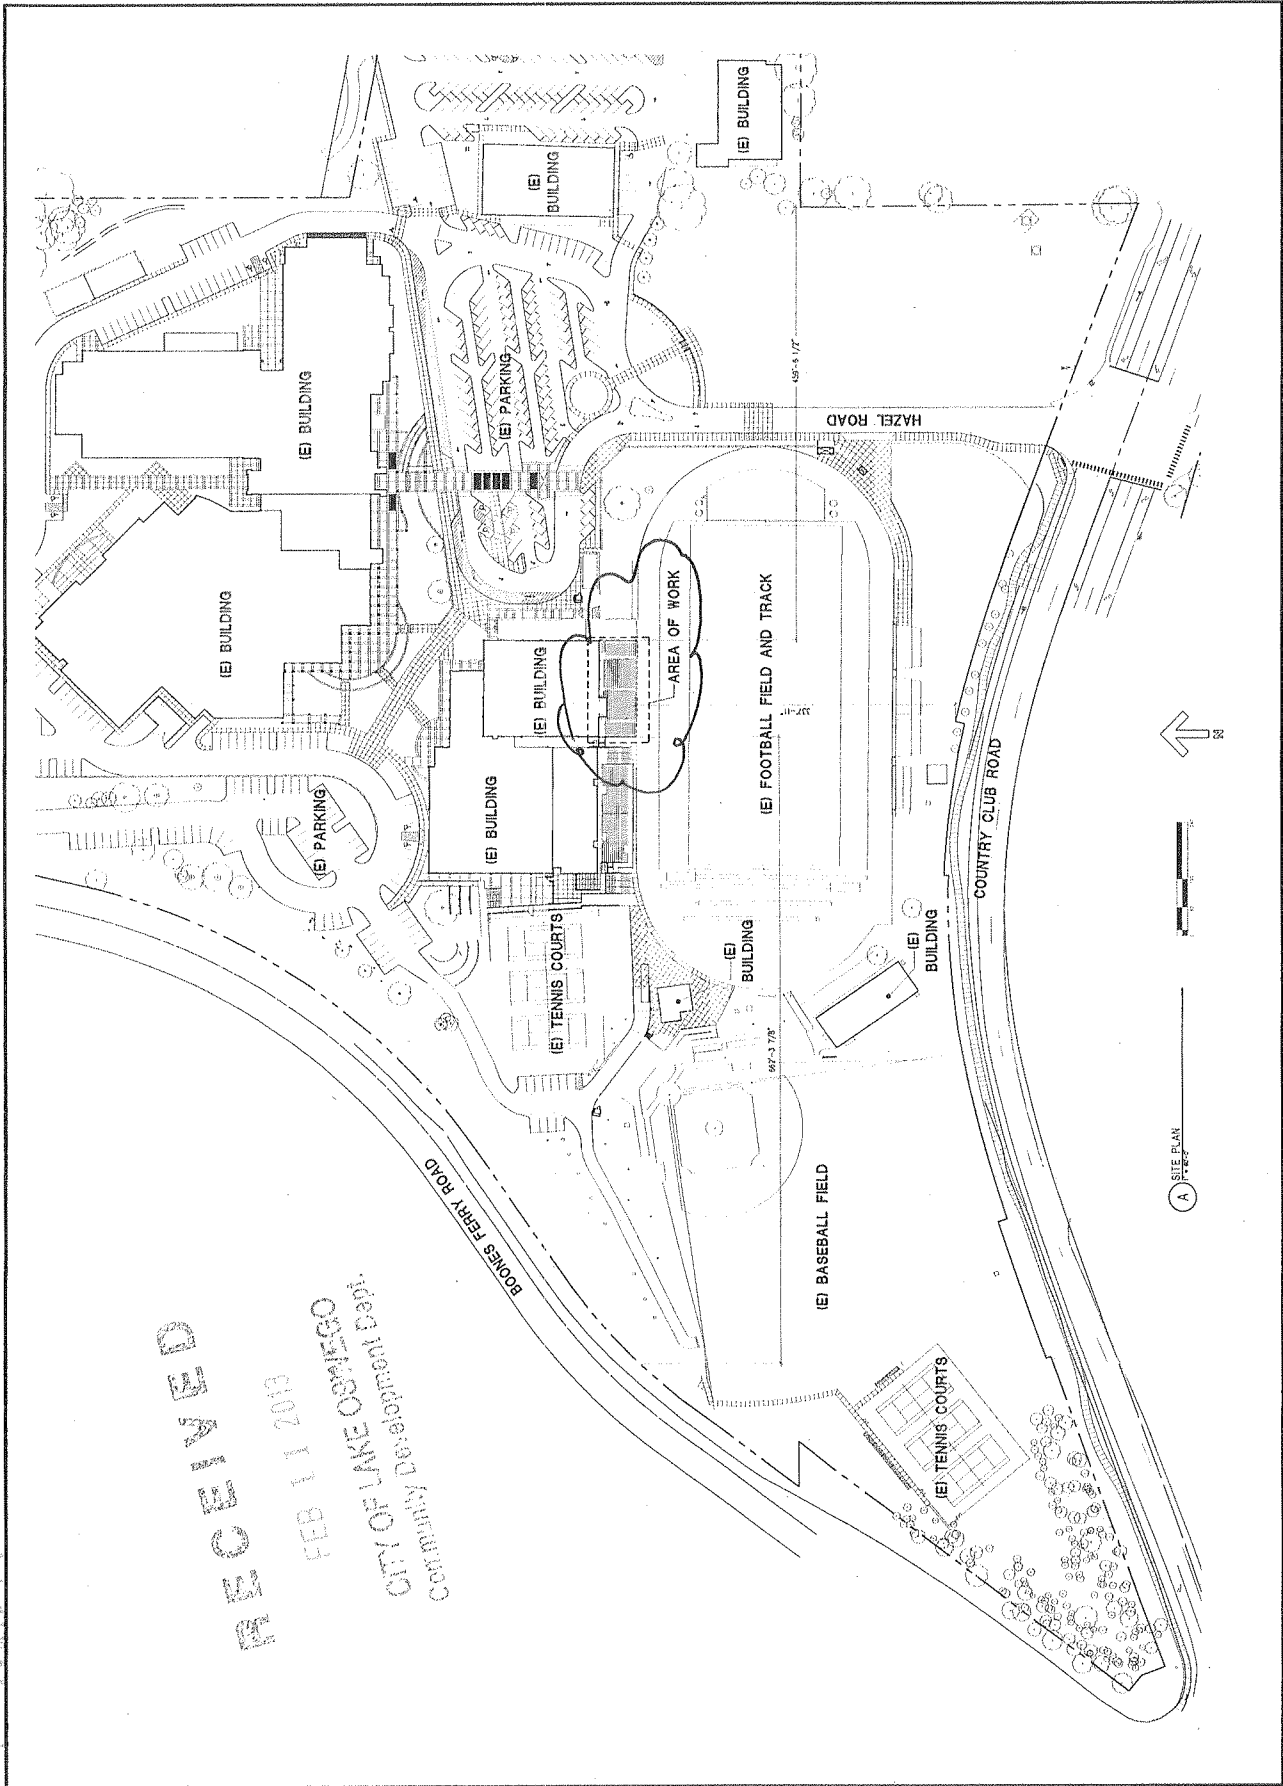 RECEIVED
FEB 11 2013
CITY OF LAKE OSWEGO
Community Development Dept.
BOONES FERRY ROAD
(E) PARKING
(E) BUILDING
(E) BUILDING
(E) BUILDING
(E) BUILDING
(E) PARKING
(E)
BUILDING
(E) BUILDING
(E) TENNIS COURTS
AREA OF WORK
(E)
BUILDING
(E) FOOTBALL FIELD AND TRACK
337'-11"
HAZEL ROAD
(E) BASEBALL FIELD
(E)
BUILDING
(E) TENNIS COURTS
COUNTRY CLUB ROAD
A
SITE PLAN
N